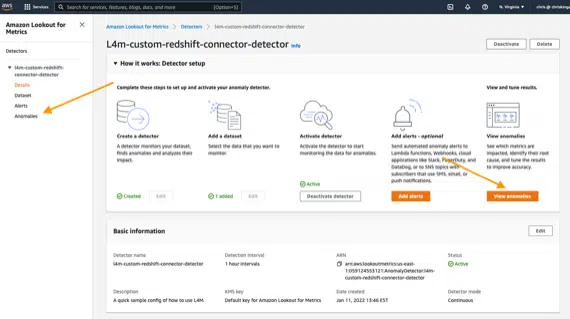 aws
Services
Search for services, features, blogs, docs, and more
[Option+S]
N. Virginia
Amazon Lookout for
Metrics
Detectors
l4m-custom-redshift-
connector-detector
Details
Dataset
Alerts
Anomalies
Amazon Lookout for Metrics
Detectors
l4m-custom-redshift-connector-detector
L4m-custom-redshift-connector-detector Info
Deactivate
Delete
How it works: Detector setup
Complete these steps to set up and activate your anomaly detector.
View and tune results.
Create a detector
A detector monitors your dataset,
finds anomalies and analyzes their
impact.
Created
Edit
Add a dataset
Select the data that you want to
monitor.
1 added
Edit
Activate detector
Activate the detector to start
monitoring the data for anomalies.
Active
Deactivate detector
Add alerts - optional
Send automated anomaly alerts to
Lambda functions, Webhooks, cloud
applications like Slack, PagerDuty, and
DataDog, or to SNS topics with
subscribers that use SMS, email, or
push notifications.
Add alerts
View anomalies
See which metrics are
impacted, identify their root
cause, and tune the results
to improve accuracy.
View anomalies
Basic information
Edit
Detector name
l4m-custom-redshift-connector-detector
Detection interval
1 hour intervals
ARN
arn:aws:lookoutmetrics:us-east-
1:059124553121:AnomalyDetector:l4m-
custom-redshift-connector-detector
Status
Active
Description
A quick sample config of how to use L4M.
KMS key
Default key for Amazon Lookout for Metrics
Date created
Jan 11, 2022 13:46 EST
Detector mode
Continuous